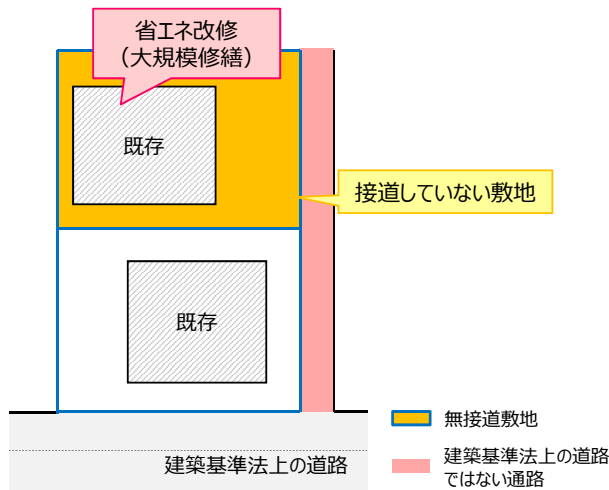 省エネ改修
（大規模修繕）
既存
接道していない敷地
既存
無接道敷地
建築基準法上の道路
建築基準法上の道路
ではない通路